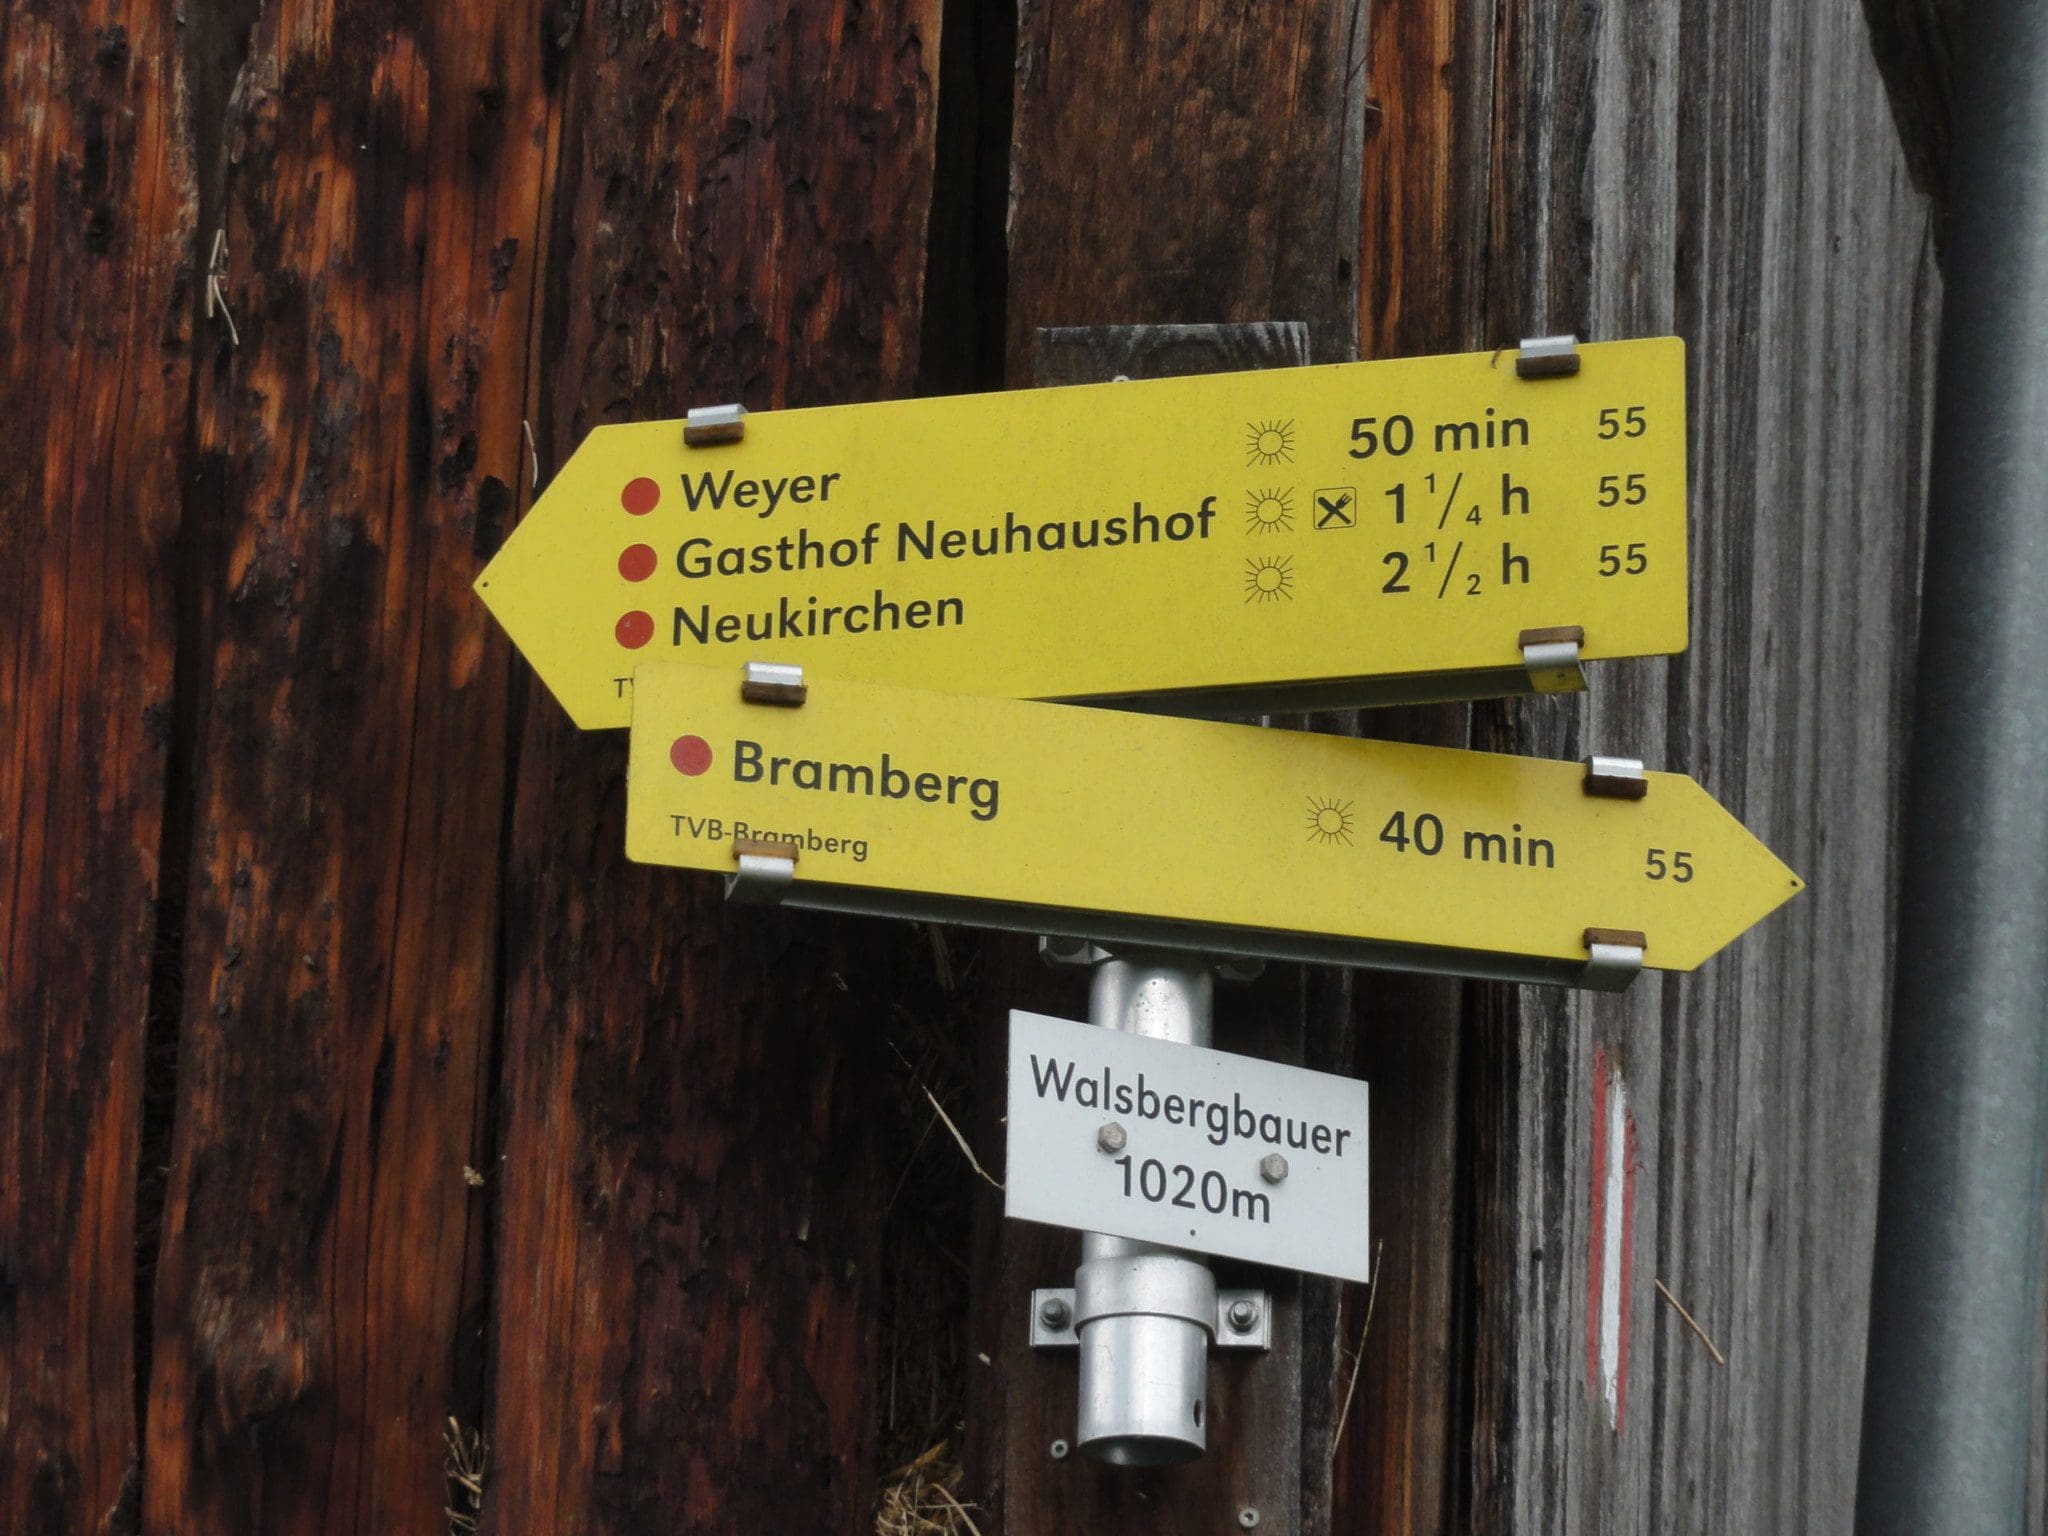 Weyer 50 min 55
Gasthof Neuhaushof 1 1/4 h 55
Neukirchen 2 1/2 h 55
Bramberg 40 min 55
TVB-Bramberg
Walsbergbauer
1020m